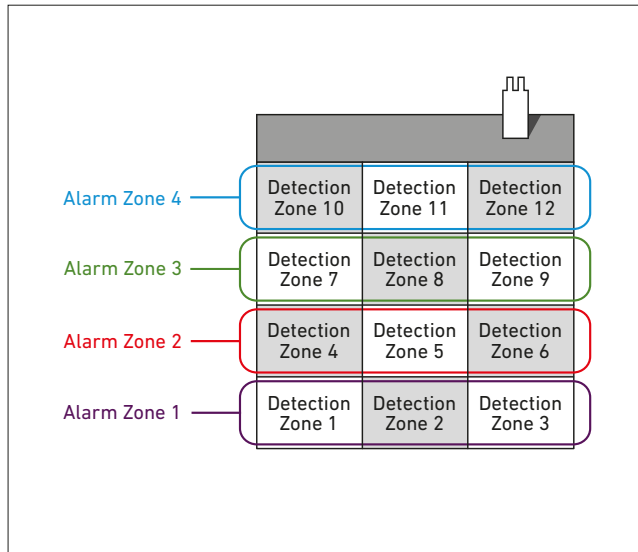 Alarm Zone 4
Detection
Zone 10
Detection
Zone 11
Detection
Zone 12
Alarm Zone 3
Detection
Zone 7
Detection
Zone 8
Detection
Zone 9
Alarm Zone 2
Detection
Zone 4
Detection
Zone 5
Detection
Zone 6
Alarm Zone 1
Detection
Zone 1
Detection
Zone 2
Detection
Zone 3